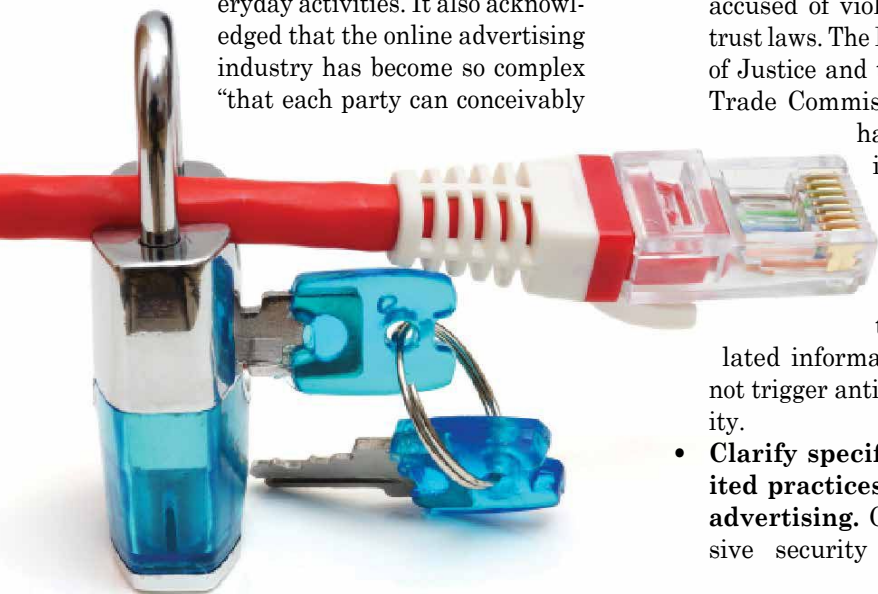 eryday activities. It also acknowl-
edged that the online advertising
industry has become so complex
“that each party can conceivably
accused of viol
trust laws. The
of Justice and
Trade Commis
ha
lated informa
not trigger anti
ity.
• Clarify specif
ited practices
advertising.
sive security